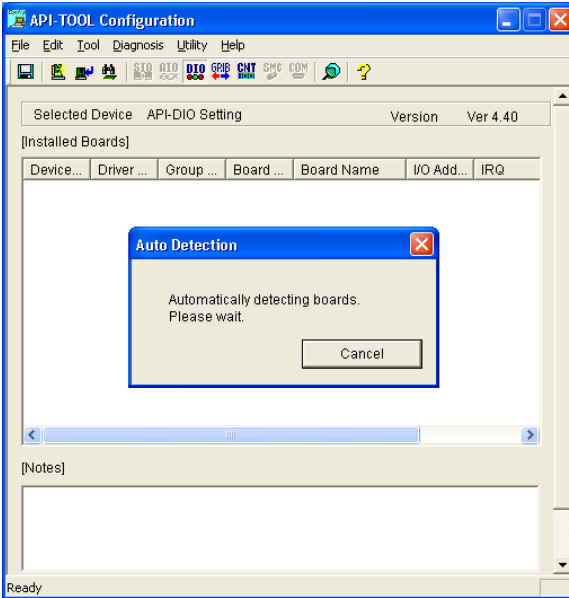 API-TOOL Configuration
File Edit Tool Diagnosis Utility Help
SIO AIO DIO GPIB CNT SMC COM
Selected Device API-DIO Setting Version Ver 4.40
[Installed Boards]
Device... Driver ... Group ... Board ... Board Name I/O Add... IRQ
Auto Detection
Automatically detecting boards.
Please wait.
Cancel
[Notes]
Ready